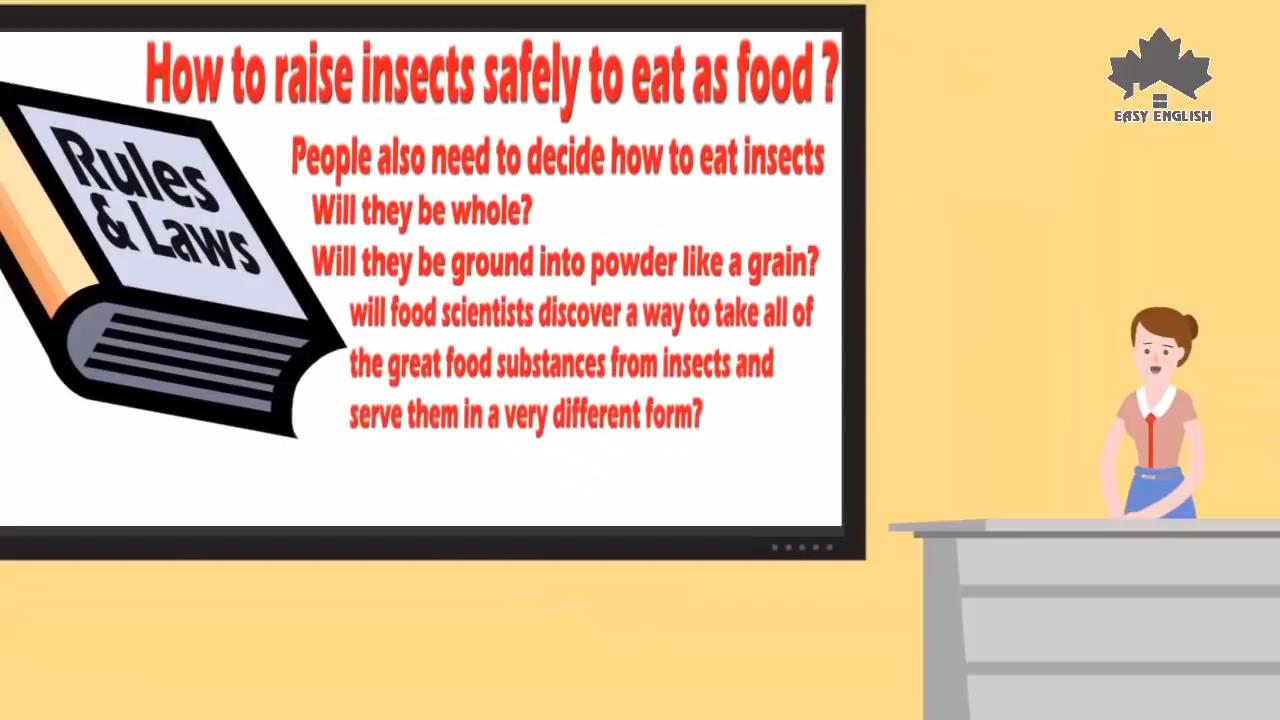 How to raise insects safely to eat as food ?
People also need to decide how to eat insects
Will they be whole?
Will they be ground into powder like a grain?
will food scientists discover a way to take all of
the great food substances from insects and
serve them in a very different form?
Rules
& Laws
EASY ENGLISH